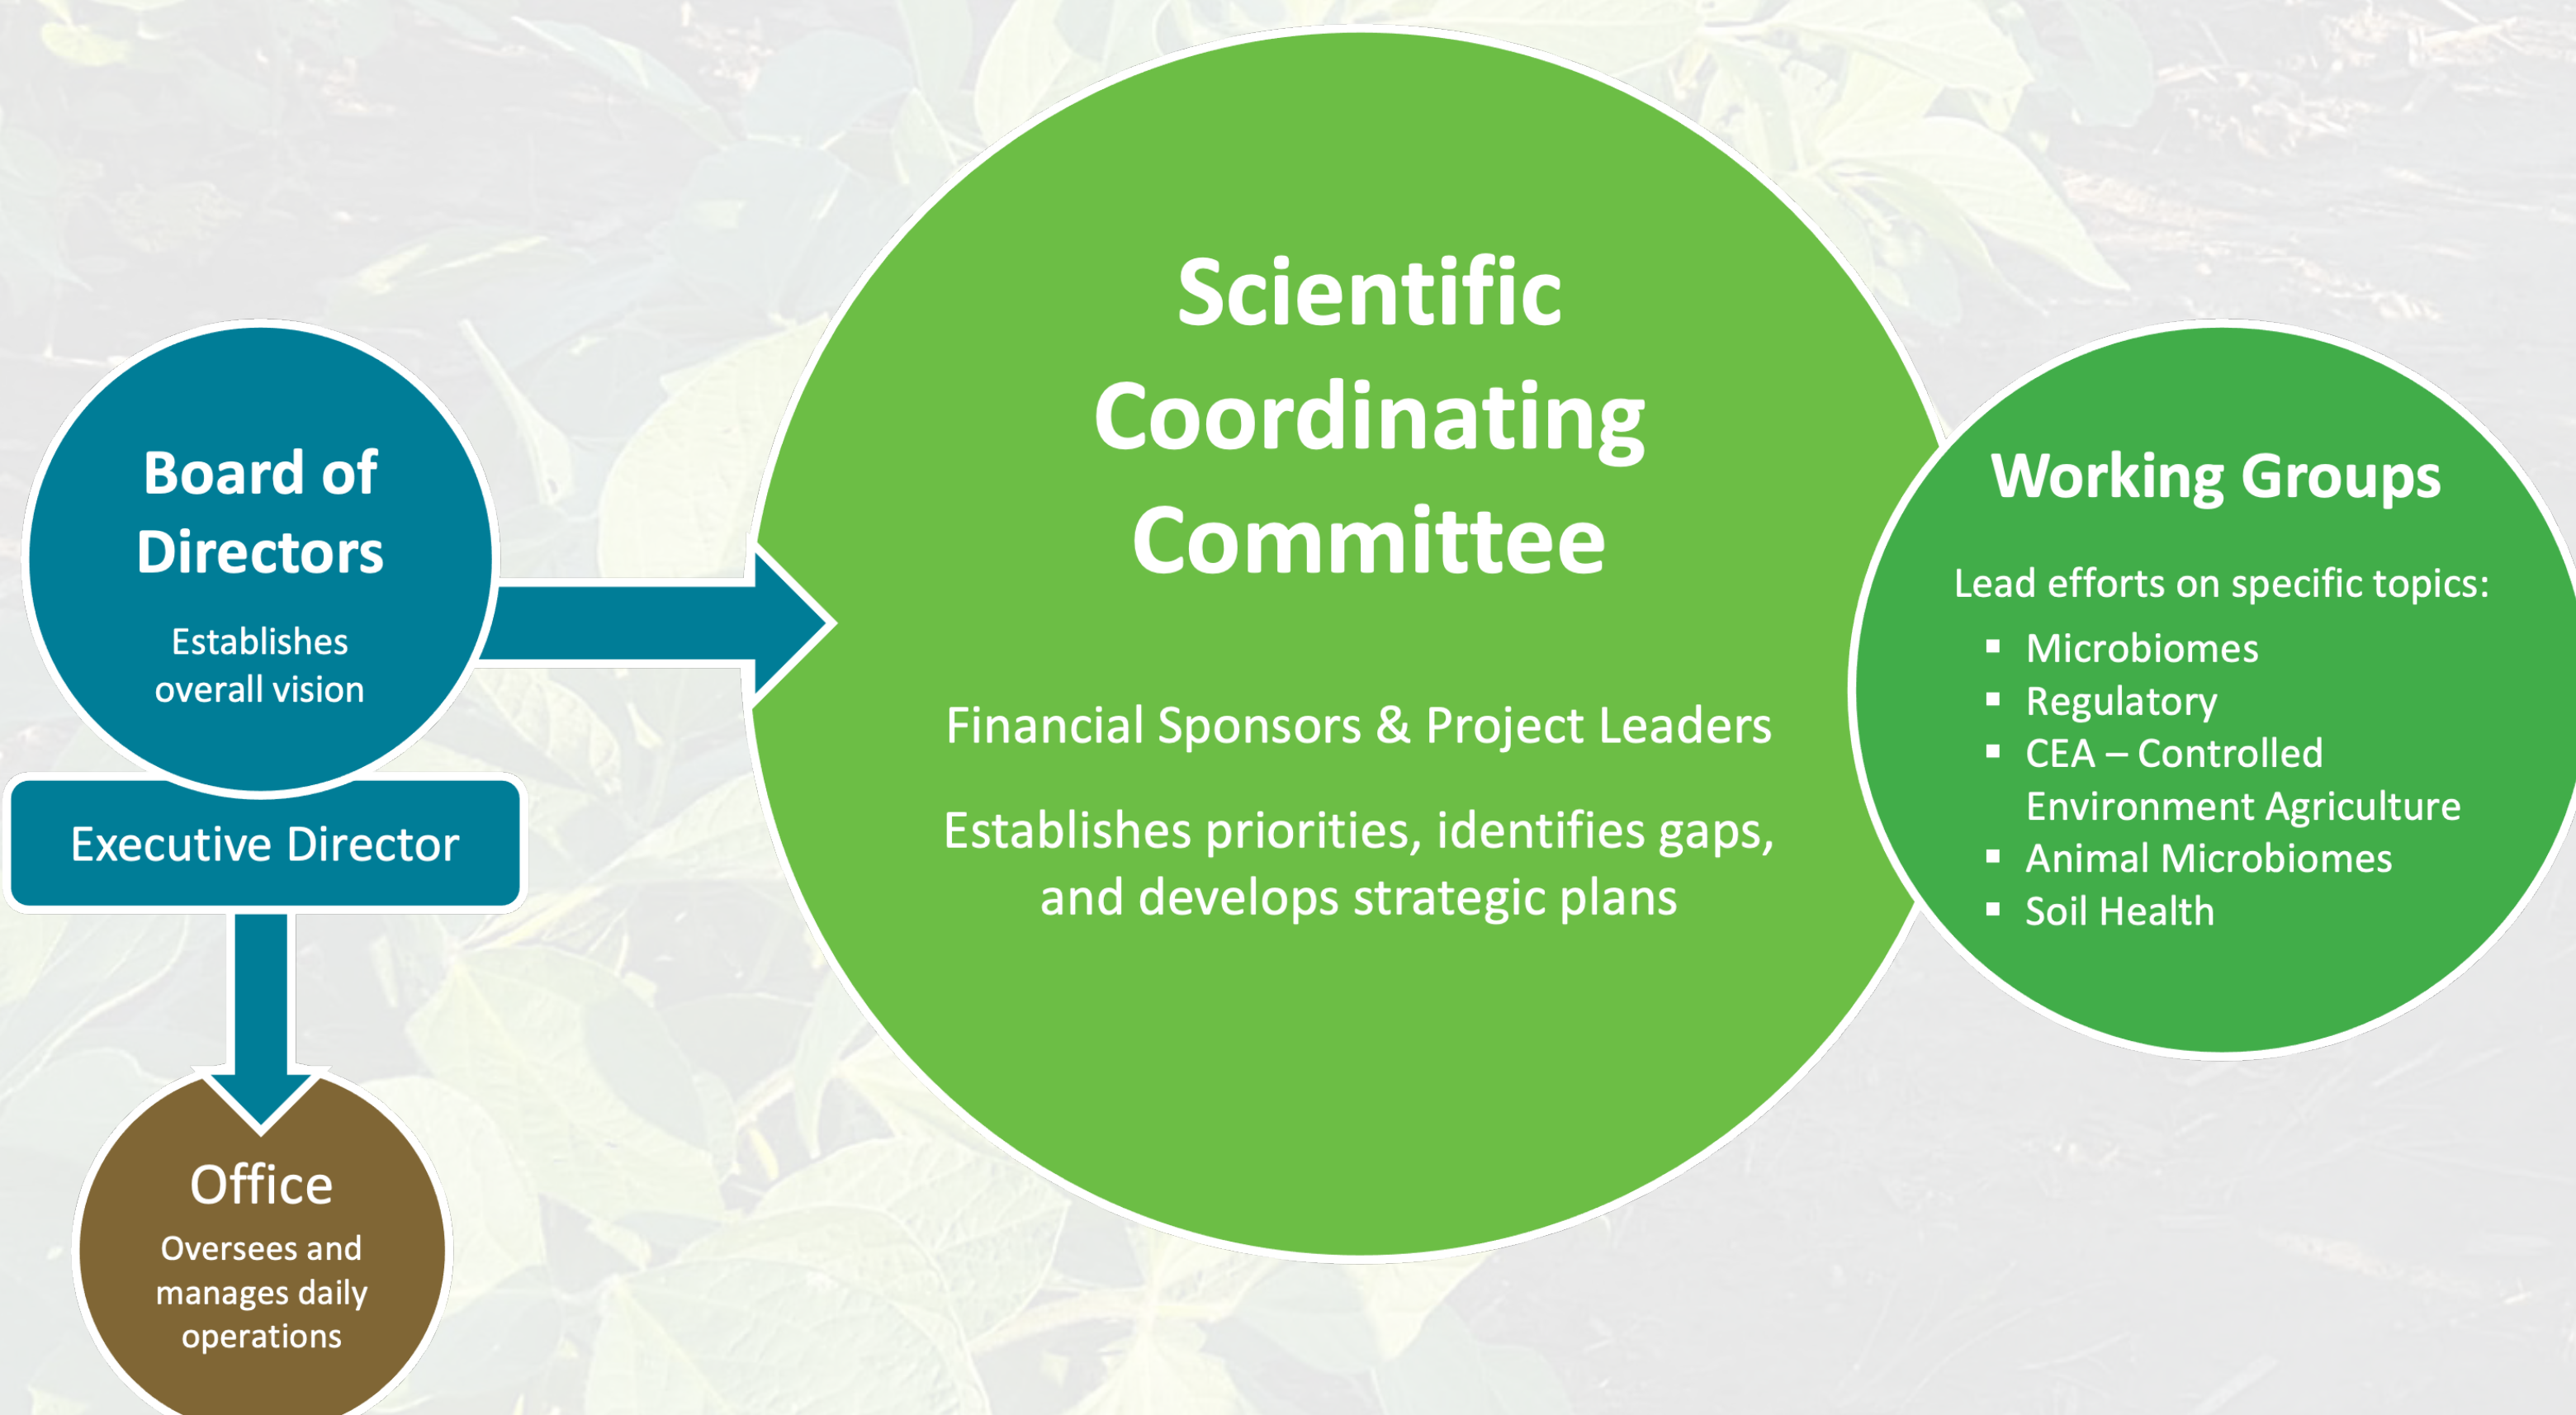 Board of
Directors
Establishes
overall vision
Executive Director
Office
Oversees and
manages daily
operations
Scientific
Coordinating
Committee
Financial Sponsors & Project Leaders
Establishes priorities, identifies gaps,
and develops strategic plans
Working Groups
Lead efforts on specific topics:
▪ Microbiomes
▪ Regulatory
▪ CEA – Controlled
Environment Agriculture
▪ Animal Microbiomes
▪ Soil Health